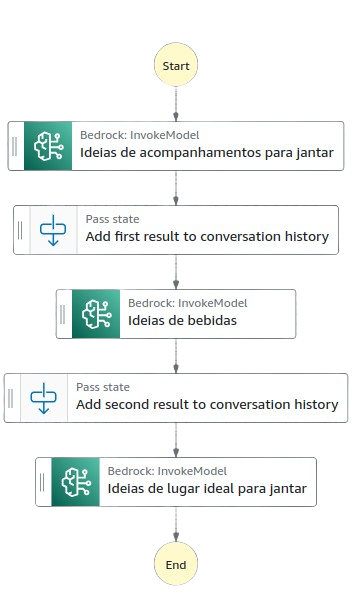 Start
Bedrock: InvokeModel
Ideias de acompanhamentos para jantar
Pass state
Add first result to conversation history
Bedrock: InvokeModel
Ideias de bebidas
Pass state
Add second result to conversation history
Bedrock: InvokeModel
Ideias de lugar ideal para jantar
End